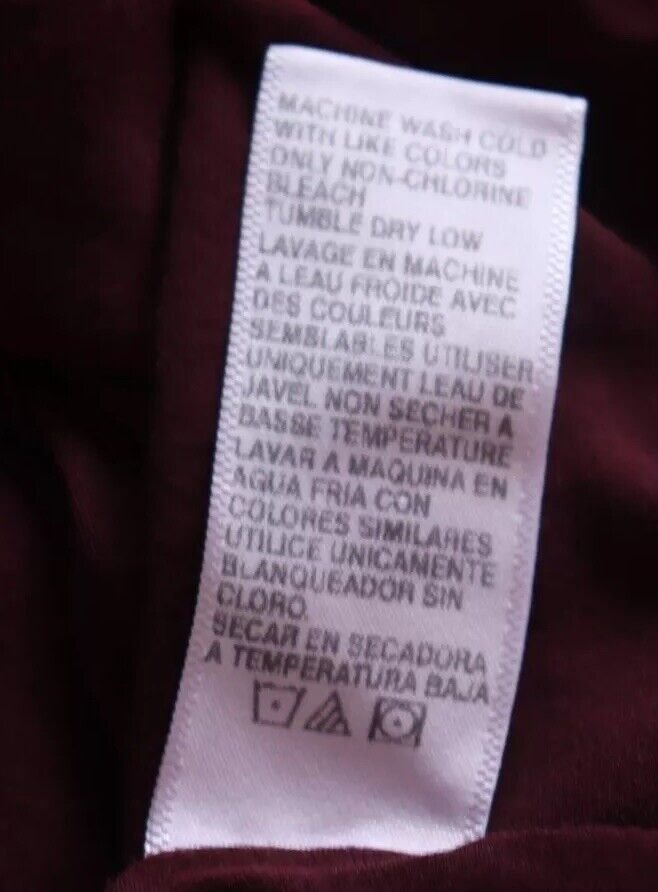 MACHINE WASH COLD
WITH LIKE COLORS
ONLY NON-CHLORINE
BLEACH
TUMBLE DRY LOW
LAVAGE EN MACHINE
A LEAU FROIDE AVEC
DES COULEURS
SEMBLABLES UTILISER
UNIQUEMENT LEAU DE
JAVEL NON SECHER A
BASSE TEMPERATURE
LAVAR A MAQUINA EN
AGUA FRIA CON
COLORES SIMILARES
UTILICE UNICAMENTE
BLANQUEADOR SIN
CLORO.
SECAR EN SECADORA
A TEMPERATURA BAJA